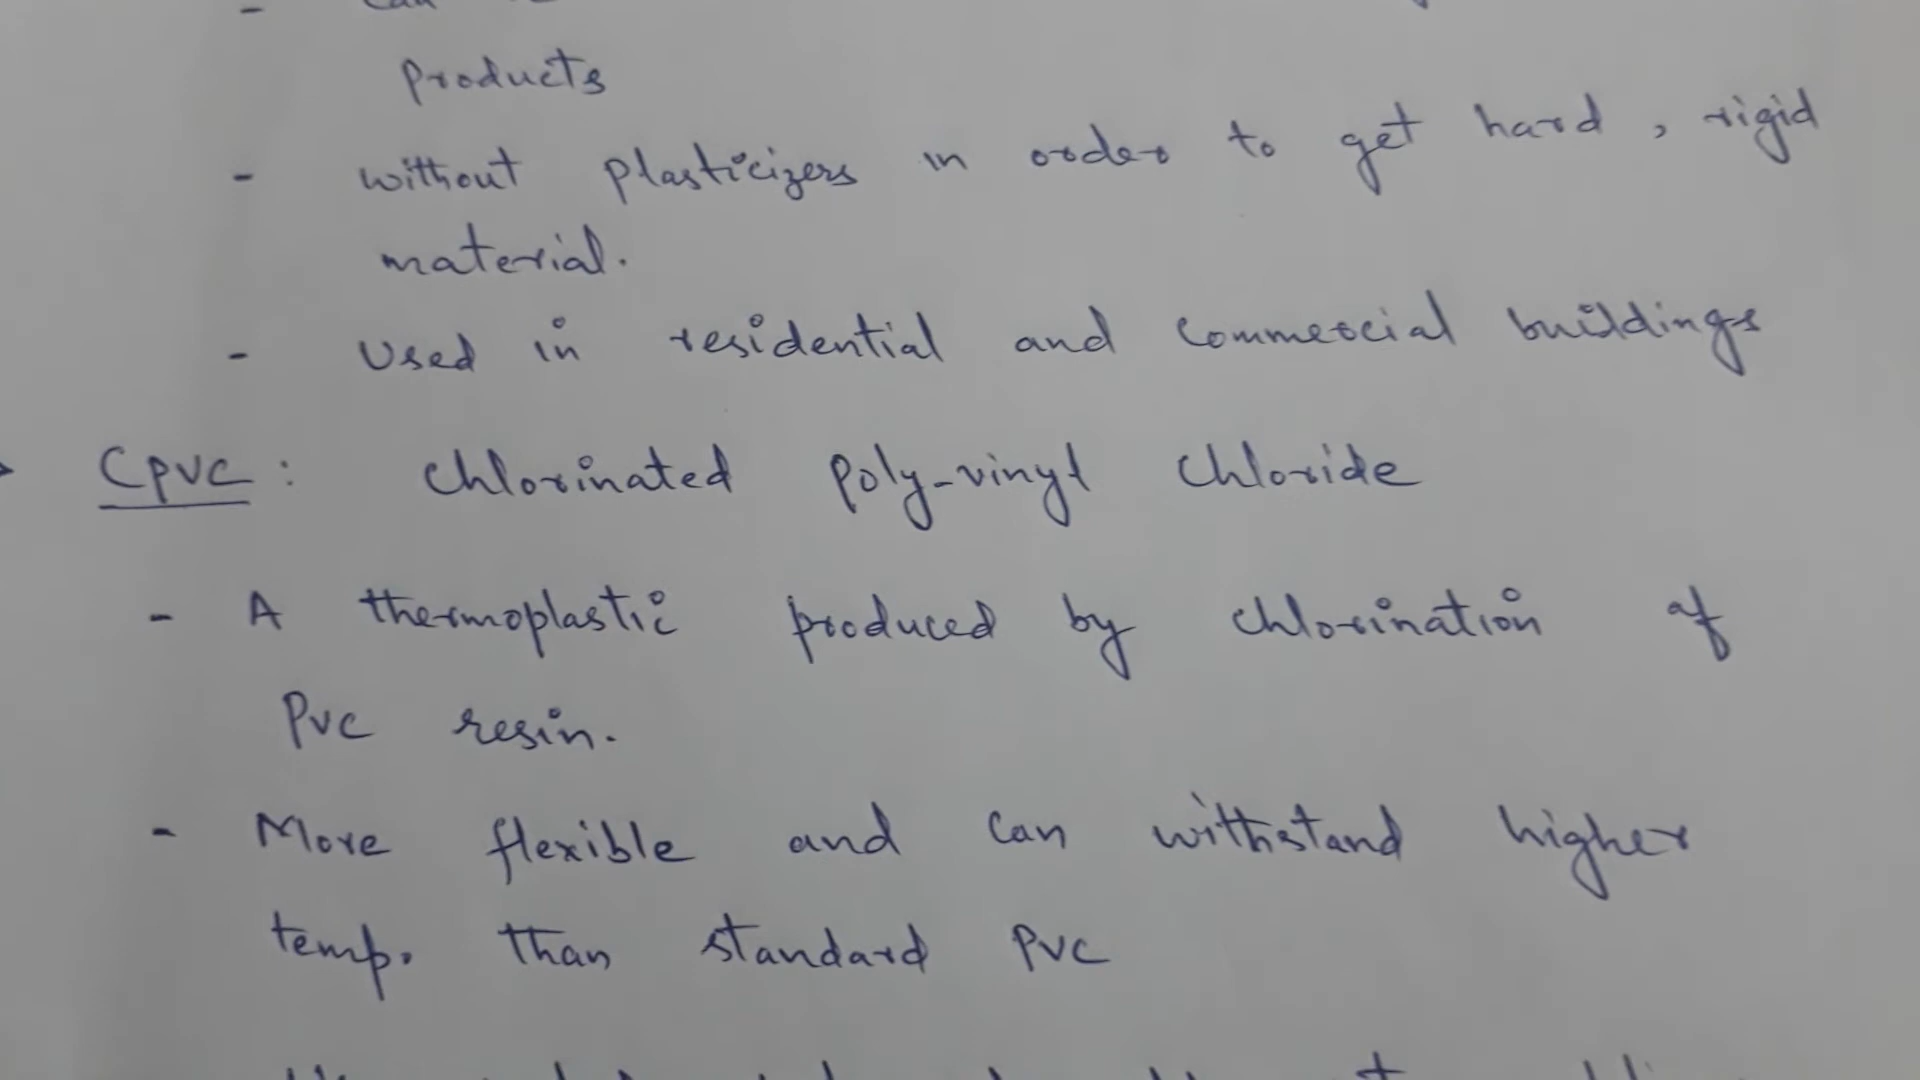 products
- without plasticizers in order to get hard, rigid
material.
- Used in residential and commercial buildings
CPVC : Chlorinated Poly-vinyl Chloride
- A thermoplastic produced by chlorination of
PVC resin.
- More flexible and can withstand higher
temp. than standard PVC